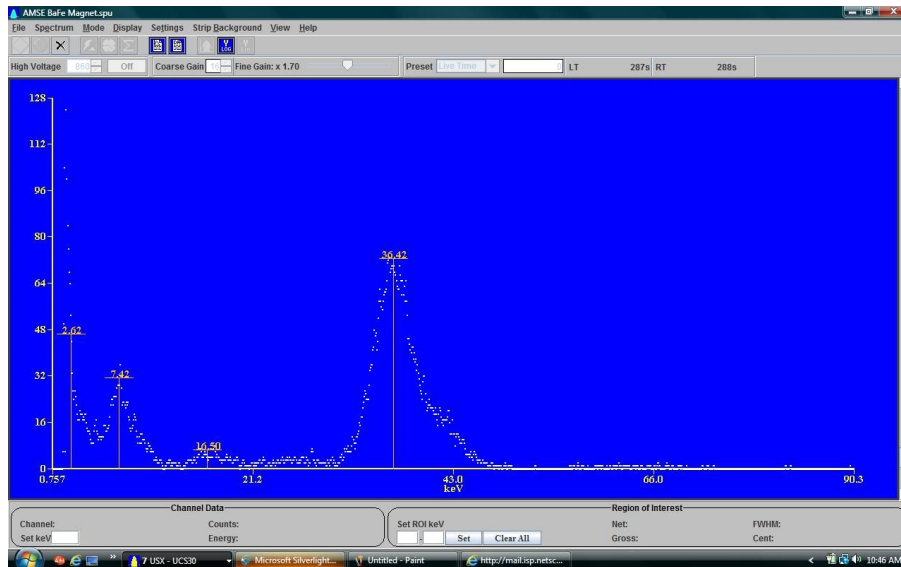 AMSE BaFe Magnet.spu
File Spectrum Mode Display Settings Strip Background View Help
High Voltage Off Coarse Gain Fine Gain: x 1.70 Preset Live Time 0 LT 287s RT 288s
128
112
96
80
64
48
32
16
0
2.62
7.42
16.50
36.42
0.757 21.2 43.0 66.0 90.3
keV
Channel Data
Channel: Counts:
Set keV Energy:
Region of Interest
Set ROI keV Net: FWHM:
- Set Clear All Gross: Cent:
7 USX - UCS30 Microsoft Silverlight... Untitled - Paint http://mail.isp.netsc... 10:46 AM